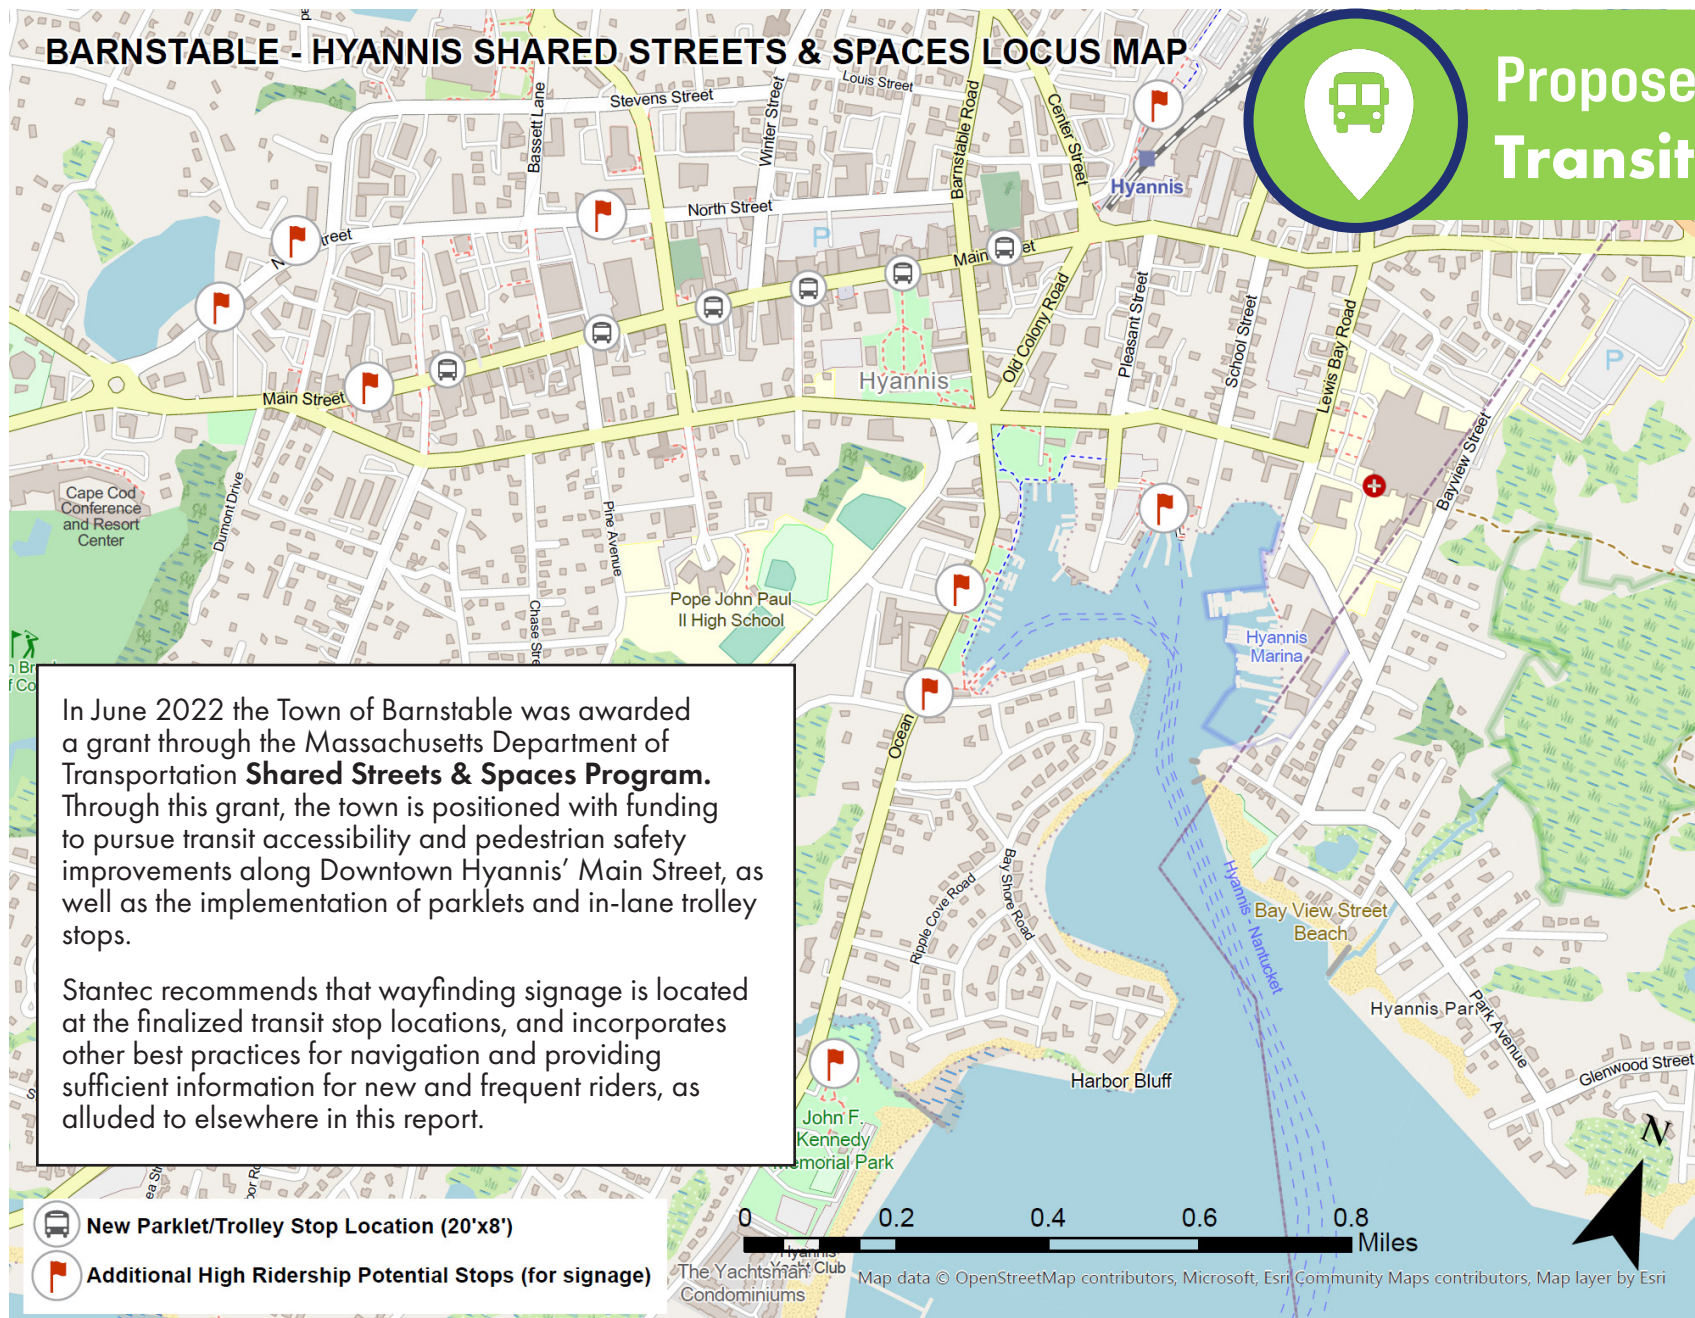 BARNSTABLE - HYANNIS SHARED STREETS & SPACES LOCUS MAP
Propose
Transit
Louis Street
Stevens Street
Bassett Lane
Winter Street
Barnstable Road
Center Street
Hyannis
North Street
reet
Main
et
P
Old Colony Road
Pleasant Street
School Street
Lewis Bay Road
P
Hyannis
Main Street
Bayview Street
Cape Cod
Conference
and Resort
Center
Dumont Drive
Pine Avenue
Chase Stre
Pope John Paul
II High School
Hyannis
Marina
Ocean
In June 2022 the Town of Barnstable was awarded
a grant through the Massachusetts Department of
Transportation Shared Streets & Spaces Program.
Through this grant, the town is positioned with funding
to pursue transit accessibility and pedestrian safety
improvements along Downtown Hyannis’ Main Street, as
well as the implementation of parklets and in-lane trolley
stops.
Stantec recommends that wayfinding signage is located
at the finalized transit stop locations, and incorporates
other best practices for navigation and providing
sufficient information for new and frequent riders, as
alluded to elsewhere in this report.
Ripple Cove Road
Bay Shore Road
Hyannis Nantucket
Bay View Street
Beach
Hyannis Par
Park Avenue
Glenwood Street
Harbor Bluff
John F.
Kennedy
emorial Park
N
New Parklet/Trolley Stop Location (20'x8')
Additional High Ridership Potential Stops (for signage)
0 0.2 0.4 0.6 0.8
Miles
Hyannis
Yacht Club
The Yachtsman
Condominiums
Map data © OpenStreetMap contributors, Microsoft, Esri Community Maps contributors, Map layer by Esri